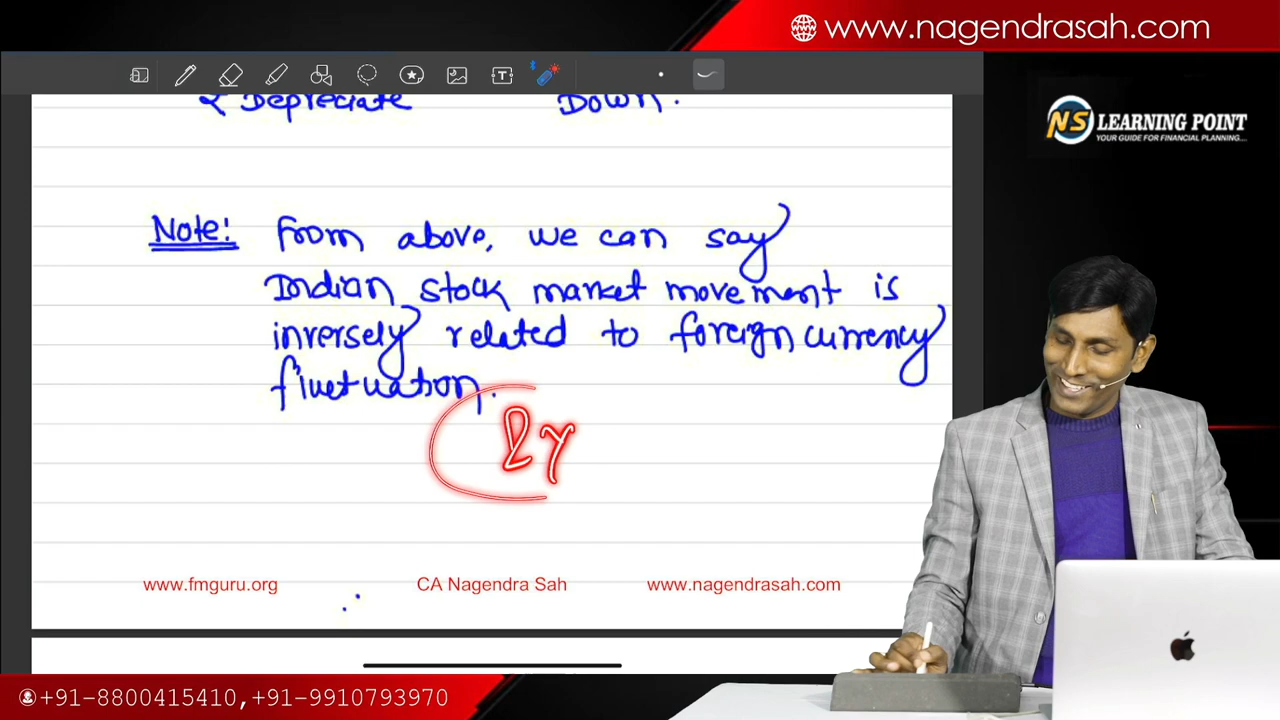 www.nagendrasah.com
NS LEARNING POINT
YOUR GUIDE FOR FINANCIAL PLANNING....
Depreciate Down.
Note: From above, we can say
Indian stock market movement is
inversely related to foreign currency
fluctuation.
www.fmguru.org CA Nagendra Sah www.nagendrasah.com
+91-8800415410,+91-9910793970